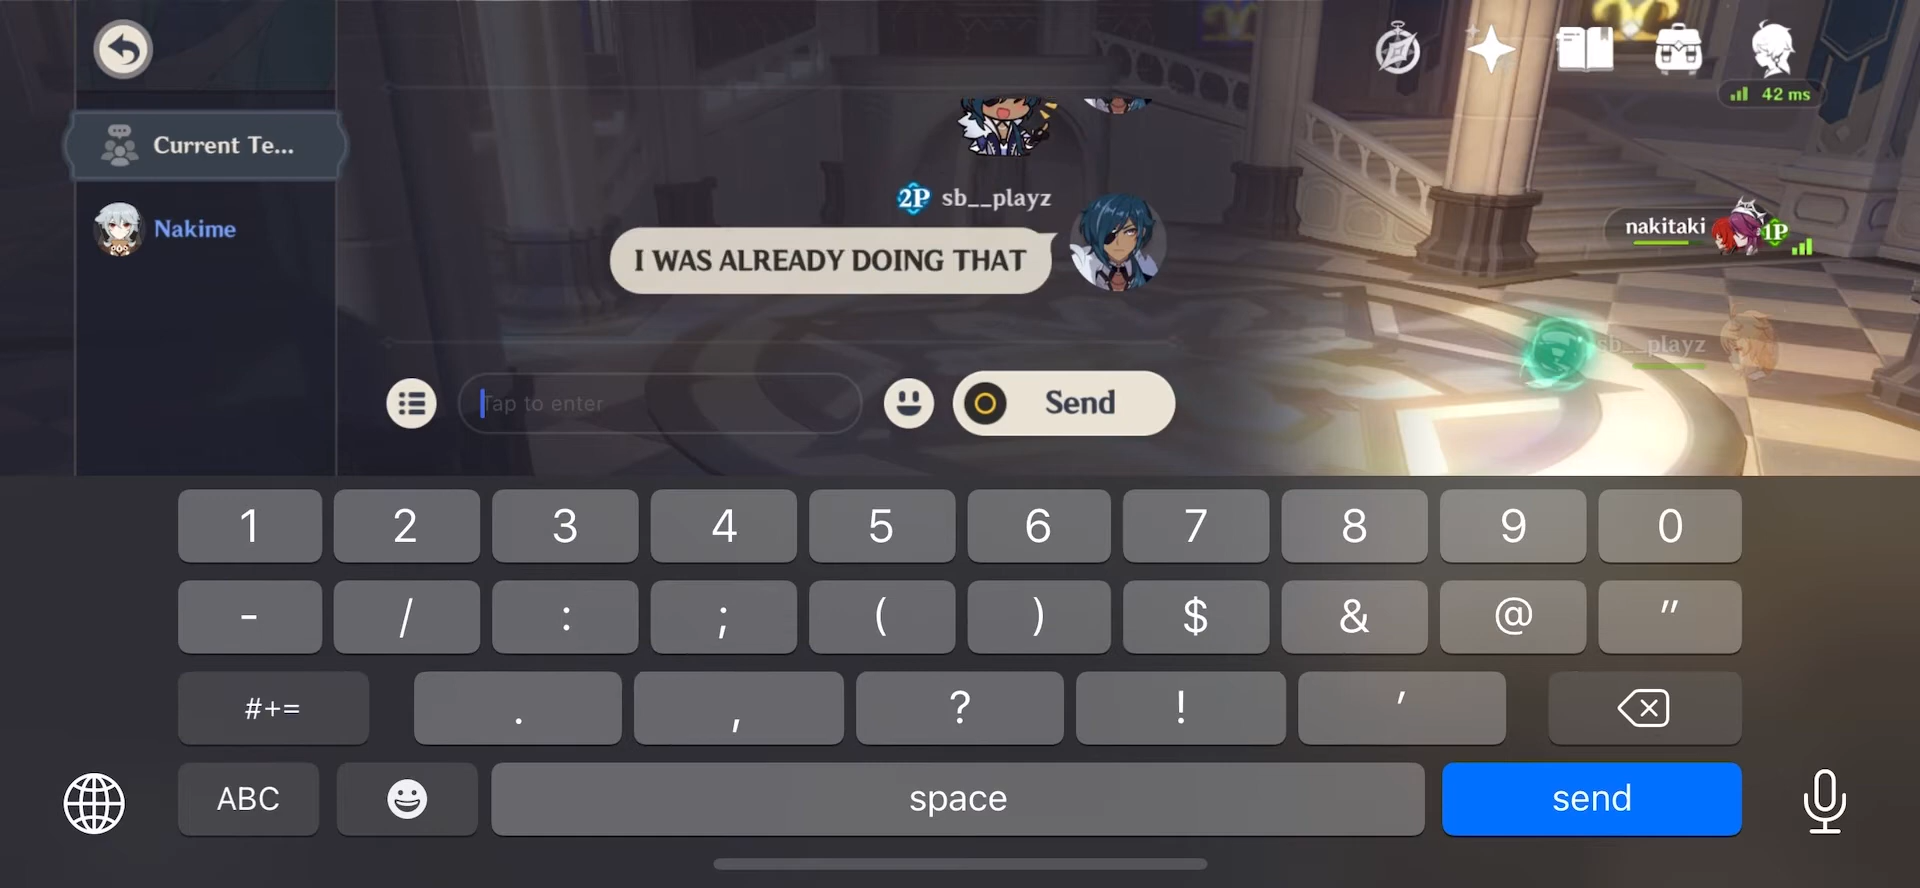 42 ms
Current Te...
2P sb__playz
Nakime
I WAS ALREADY DOING THAT
nakitaki 1P
sb__playz
Tap to enter
Send
1 2 3 4 5 6 7 8 9 0
- / : ; ( ) $ & @ "
#+= . , ? ! '
ABC space send